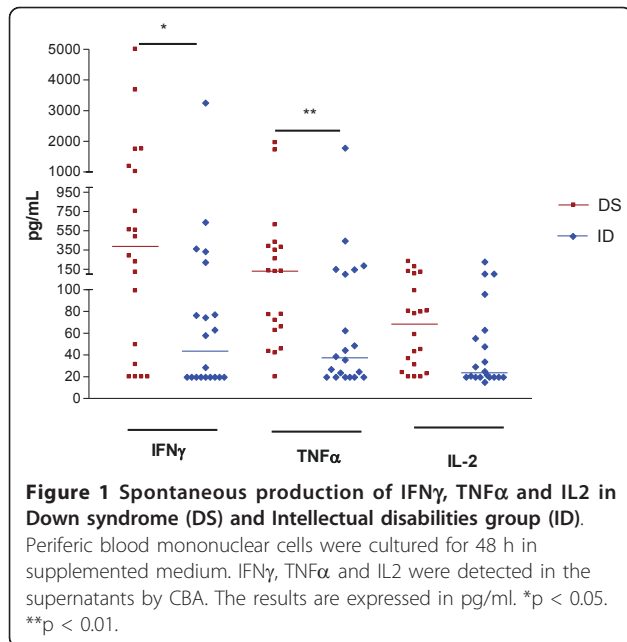 *
**
5000
4000
3000
2000
1000
950
750
550
350
150
100
80
60
40
20
0
pg/mL
DS
ID
IFNγ
TNFα
IL-2
Figure 1 Spontaneous production of IFNγ, TNFα and IL2 in
Down syndrome (DS) and Intellectual disabilities group (ID).
Periferic blood mononuclear cells were cultured for 48 h in
supplemented medium. IFNγ, TNFα and IL2 were detected in the
supernatants by CBA. The results are expressed in pg/ml. *p < 0.05.
**p < 0.01.